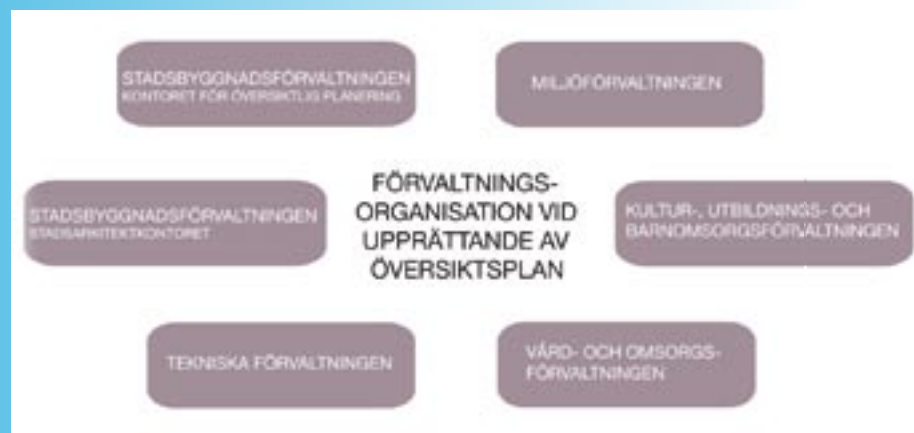 STADSBYGGNADSFÖRVALTNINGEN
KONTORET FÖR ÖVERSIKTLIG PLANERING
MILJÖFÖRVALTNINGEN
STADSBYGGNADSFÖRVALTNINGEN
STADSARKITEKTKONTORET
FÖRVALTNINGS-
ORGANISATION VID
UPPRÄTTANDE AV
ÖVERSIKTSPLAN
KULTUR-, UTBILDNINGS- OCH
BARNOMSORGSFÖRVALTNINGEN
TEKNISKA FÖRVALTNINGEN
VÅRD- OCH OMSORGS-
FÖRVALTNINGEN